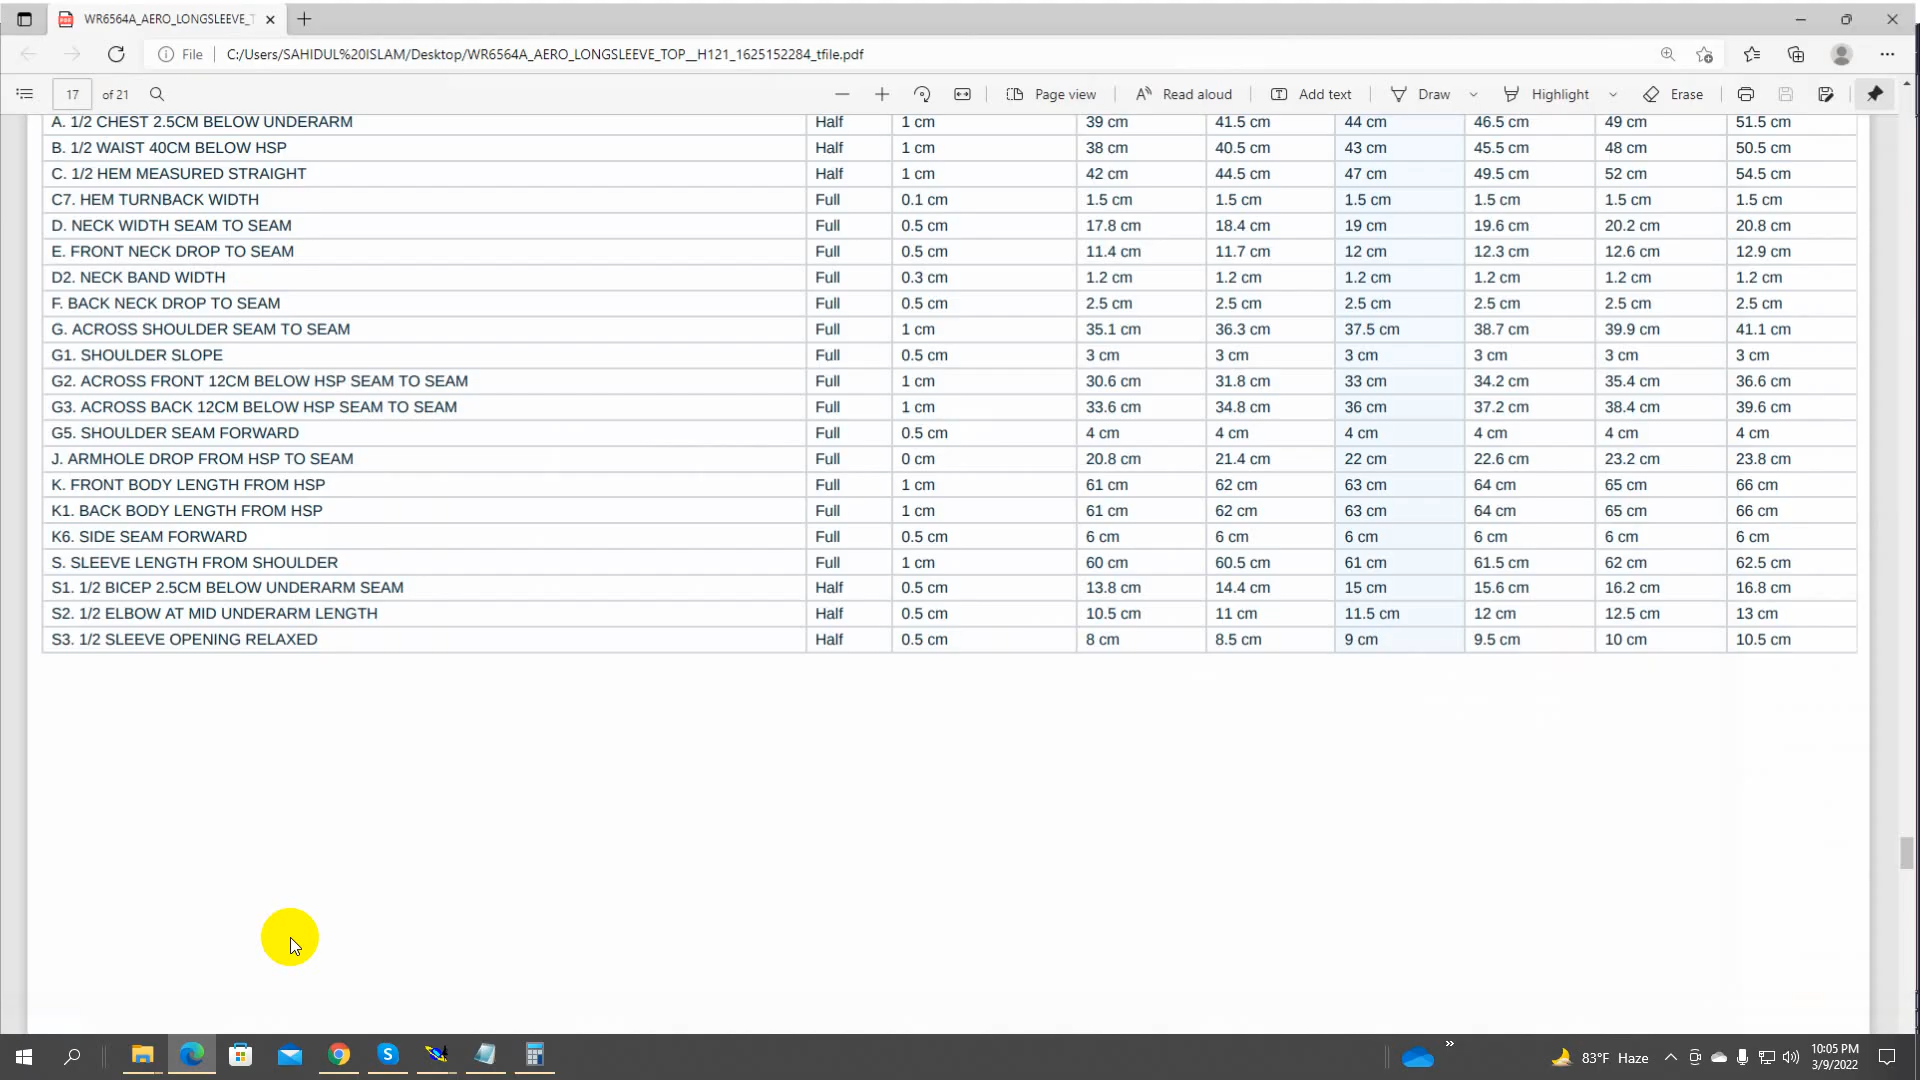 WR6564A_AERO_LONGSLEEVE_T
File C:/Users/SAHIDUL%20ISLAM/Desktop/WR6564A_AERO_LONGSLEEVE_TOP__H121_1625152284_tfile.pdf
17 of 21 Page view Read aloud Add text Draw Highlight Erase
A. 1/2 CHEST 2.5CM BELOW UNDERARM Half 1 cm 39 cm 41.5 cm 44 cm 46.5 cm 49 cm 51.5 cm
B. 1/2 WAIST 40CM BELOW HSP Half 1 cm 38 cm 40.5 cm 43 cm 45.5 cm 48 cm 50.5 cm
C. 1/2 HEM MEASURED STRAIGHT Half 1 cm 42 cm 44.5 cm 47 cm 49.5 cm 52 cm 54.5 cm
C7. HEM TURNBACK WIDTH Full 0.1 cm 1.5 cm 1.5 cm 1.5 cm 1.5 cm 1.5 cm 1.5 cm
D. NECK WIDTH SEAM TO SEAM Full 0.5 cm 17.8 cm 18.4 cm 19 cm 19.6 cm 20.2 cm 20.8 cm
E. FRONT NECK DROP TO SEAM Full 0.5 cm 11.4 cm 11.7 cm 12 cm 12.3 cm 12.6 cm 12.9 cm
D2. NECK BAND WIDTH Full 0.3 cm 1.2 cm 1.2 cm 1.2 cm 1.2 cm 1.2 cm 1.2 cm
F. BACK NECK DROP TO SEAM Full 0.5 cm 2.5 cm 2.5 cm 2.5 cm 2.5 cm 2.5 cm 2.5 cm
G. ACROSS SHOULDER SEAM TO SEAM Full 1 cm 35.1 cm 36.3 cm 37.5 cm 38.7 cm 39.9 cm 41.1 cm
G1. SHOULDER SLOPE Full 0.5 cm 3 cm 3 cm 3 cm 3 cm 3 cm 3 cm
G2. ACROSS FRONT 12CM BELOW HSP SEAM TO SEAM Full 1 cm 30.6 cm 31.8 cm 33 cm 34.2 cm 35.4 cm 36.6 cm
G3. ACROSS BACK 12CM BELOW HSP SEAM TO SEAM Full 1 cm 33.6 cm 34.8 cm 36 cm 37.2 cm 38.4 cm 39.6 cm
G5. SHOULDER SEAM FORWARD Full 0.5 cm 4 cm 4 cm 4 cm 4 cm 4 cm 4 cm
J. ARMHOLE DROP FROM HSP TO SEAM Full 0 cm 20.8 cm 21.4 cm 22 cm 22.6 cm 23.2 cm 23.8 cm
K. FRONT BODY LENGTH FROM HSP Full 1 cm 61 cm 62 cm 63 cm 64 cm 65 cm 66 cm
K1. BACK BODY LENGTH FROM HSP Full 1 cm 61 cm 62 cm 63 cm 64 cm 65 cm 66 cm
K6. SIDE SEAM FORWARD Full 0.5 cm 6 cm 6 cm 6 cm 6 cm 6 cm 6 cm
S. SLEEVE LENGTH FROM SHOULDER Full 1 cm 60 cm 60.5 cm 61 cm 61.5 cm 62 cm 62.5 cm
S1. 1/2 BICEP 2.5CM BELOW UNDERARM SEAM Half 0.5 cm 13.8 cm 14.4 cm 15 cm 15.6 cm 16.2 cm 16.8 cm
S2. 1/2 ELBOW AT MID UNDERARM LENGTH Half 0.5 cm 10.5 cm 11 cm 11.5 cm 12 cm 12.5 cm 13 cm
S3. 1/2 SLEEVE OPENING RELAXED Half 0.5 cm 8 cm 8.5 cm 9 cm 9.5 cm 10 cm 10.5 cm
83°F Haze 10:05 PM
3/9/2022